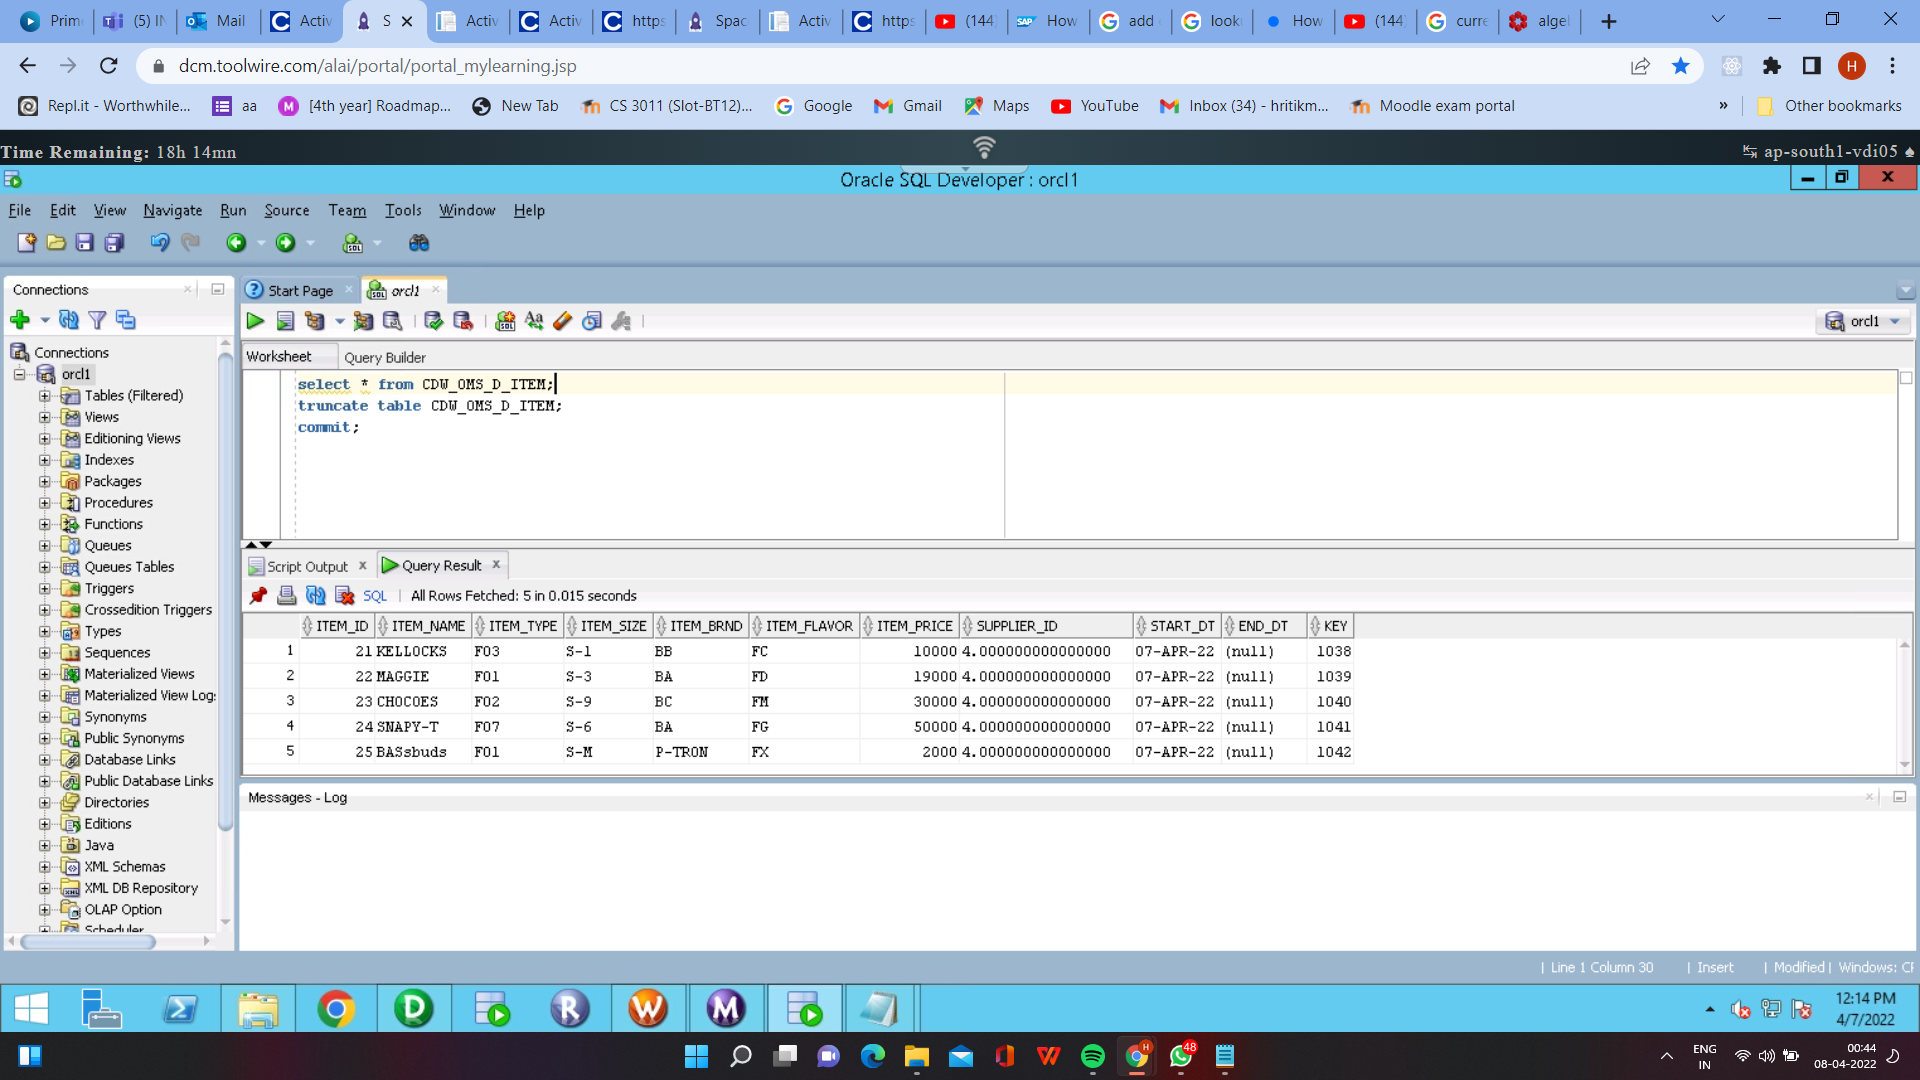 Prim (5) IN Mail Activ S Activ Activ https Spac Activ https (144 How add look How (144 curre alge
dcm.toolwire.com/alai/portal/portal_mylearning.jsp H
Repl.it - Worthwhile... aa [4th year] Roadmap... New Tab CS 3011 (Slot-BT12)... Google Gmail Maps YouTube Inbox (34) - hritikm... Moodle exam portal » Other bookmarks
Time Remaining: 18h 14mn ap-south1-vdi05
Oracle SQL Developer : orcl1
File Edit View Navigate Run Source Team Tools Window Help
Connections Start Page orcl1
orcl1
Worksheet Query Builder
select * from CDW_OMS_D_ITEM;
truncate table CDW_OMS_D_ITEM;
commit;
Connections
orcl1
Tables (Filtered)
Views
Editioning Views
Indexes
Packages
Procedures
Functions
Queues
Queues Tables
Triggers
Crossedition Triggers
Types
Sequences
Materialized Views
Materialized View Logs
Synonyms
Public Synonyms
Database Links
Public Database Links
Directories
Editions
Java
XML Schemas
XML DB Repository
OLAP Option
Scheduler
Script Output Query Result
SQL | All Rows Fetched: 5 in 0.015 seconds
ITEM_ID ITEM_NAME ITEM_TYPE ITEM_SIZE ITEM_BRND ITEM_FLAVOR ITEM_PRICE SUPPLIER_ID START_DT END_DT KEY
1 21 KELLOCKS F03 S-1 BB FC 10000 4.000000000000000 07-APR-22 (null) 1038
2 22 MAGGIE F01 S-3 BA FD 19000 4.000000000000000 07-APR-22 (null) 1039
3 23 CHOCOES F02 S-9 BC FM 30000 4.000000000000000 07-APR-22 (null) 1040
4 24 SNAPY-T F07 S-6 BA FG 50000 4.000000000000000 07-APR-22 (null) 1041
5 25 BASsbuds F01 S-M P-TRON FX 2000 4.000000000000000 07-APR-22 (null) 1042
Messages - Log
| Line 1 Column 30 | Insert | Modified | Windows: CF
12:14 PM
4/7/2022
48
ENG
IN
00:44
08-04-2022